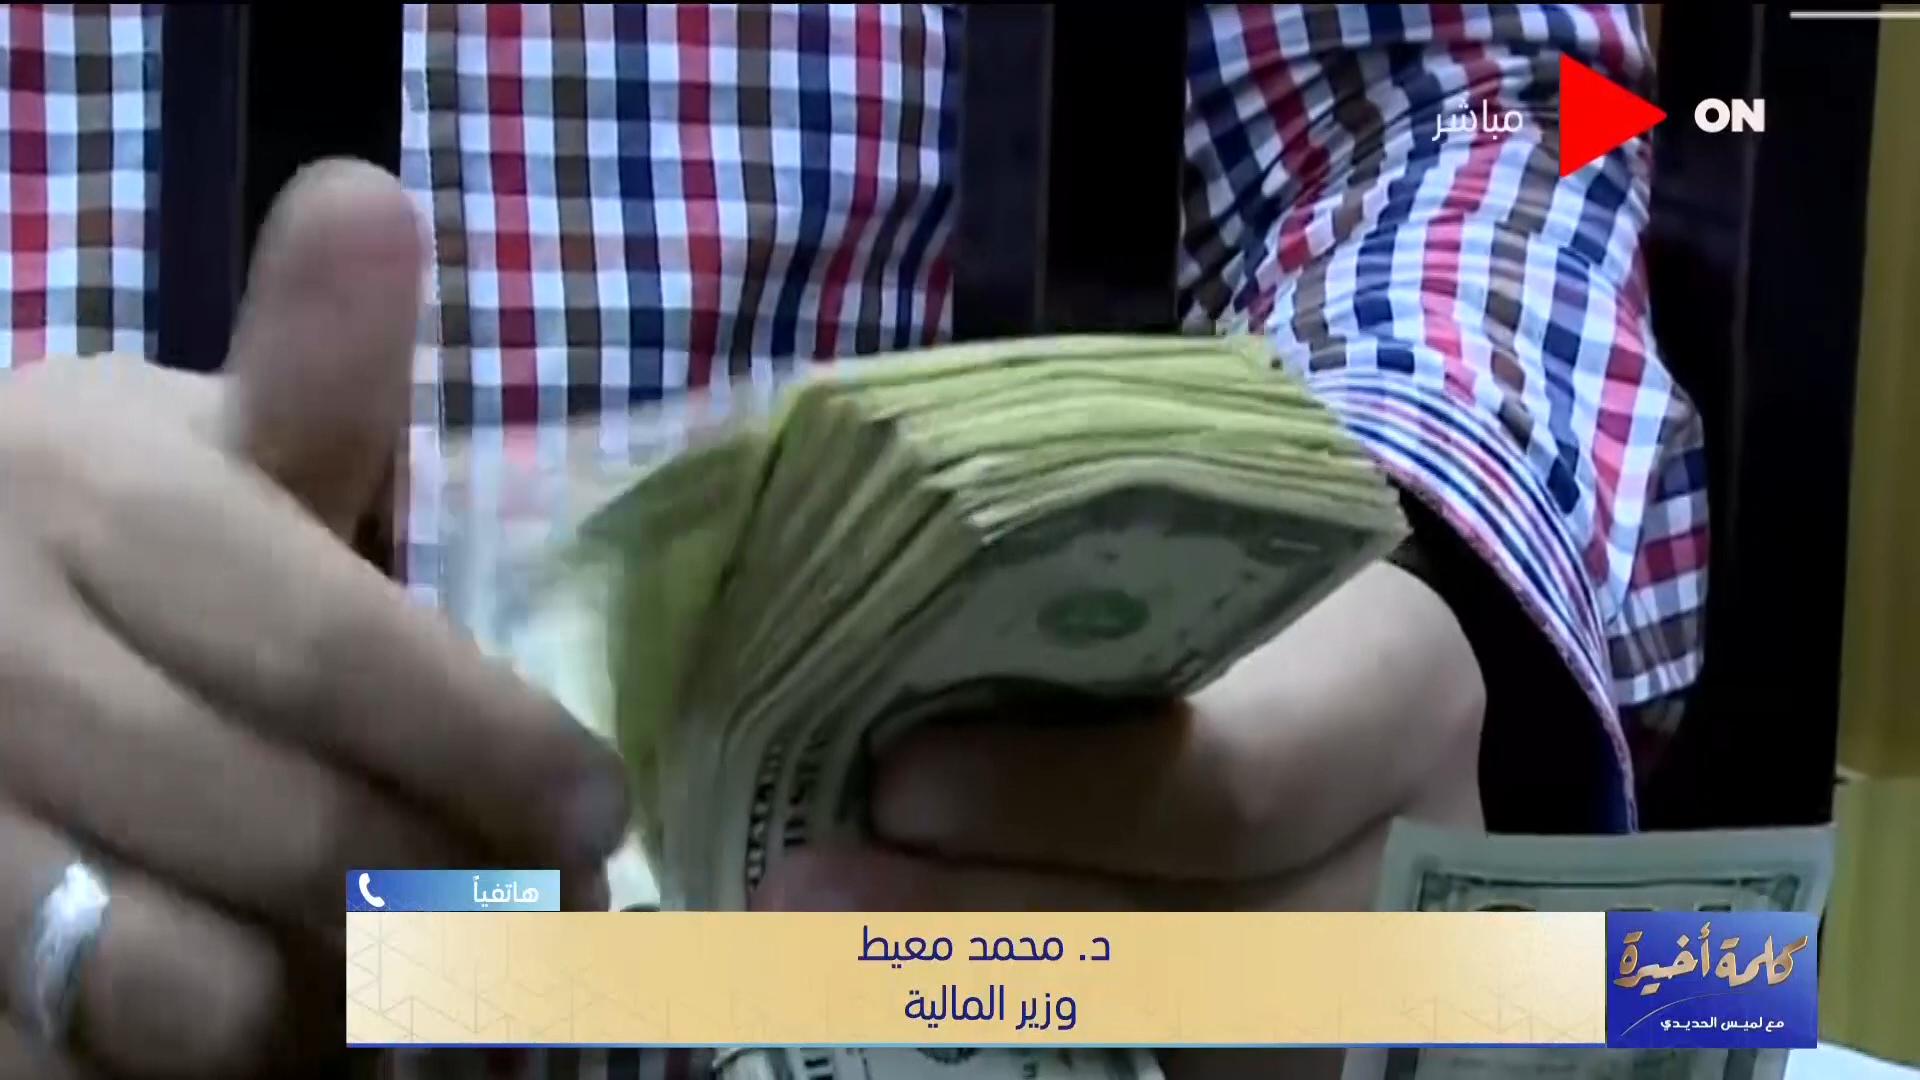 مباشر
ON
هاتفياً
د. محمد معيط
وزير المالية
كلمة أخيرة
مع لميس الحديدي